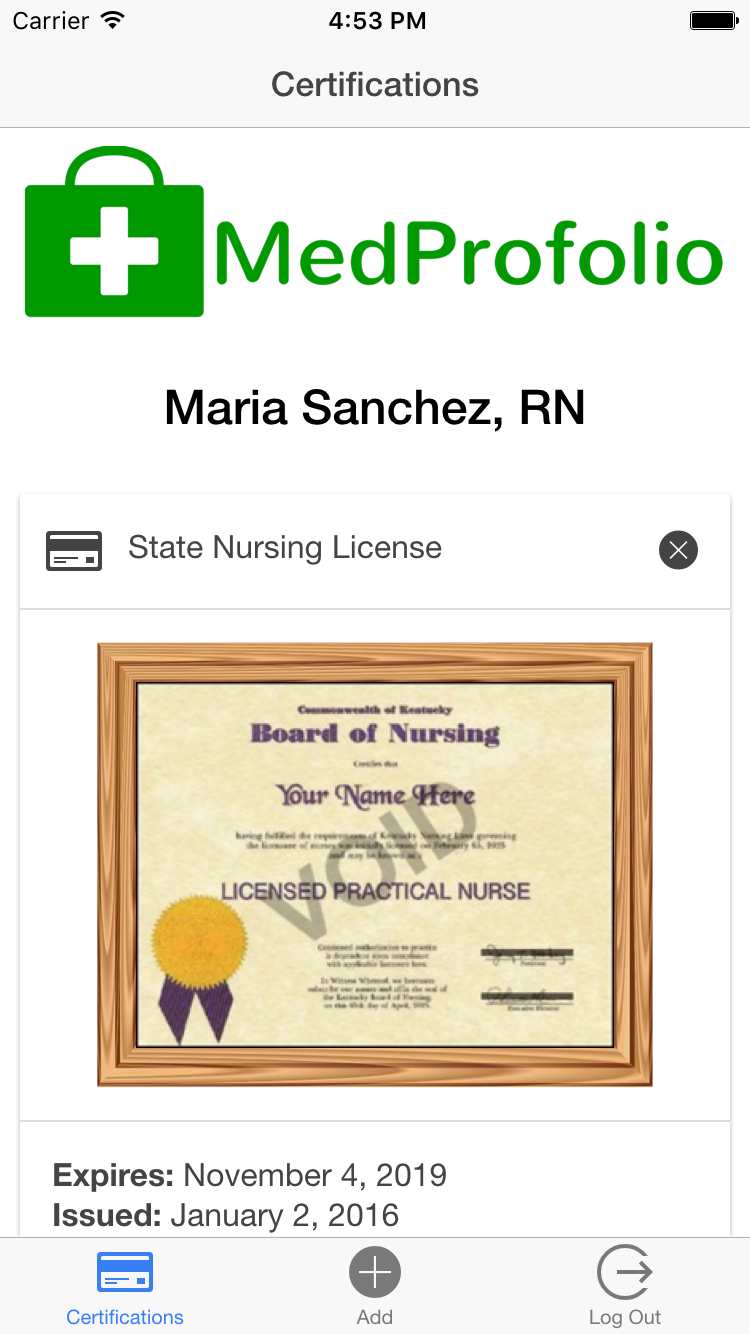 Carrier 4:53 PM
Certifications
MedProfolio
Maria Sanchez, RN
State Nursing License
Commonwealth of Kentucky
Board of Nursing
Certifies that
Your Name Here
having fulfilled the requirements of Kentucky Nursing Laws governing
the licensure of nurses was initially licensed on February
and may be known as a
VOID
LICENSED PRACTICAL NURSE
Continued authorization to practice
is dependent upon compliance
with applicable licensure laws.
In Witness Whereof, we hereunto
subscribe our names and affix the seal of
the Kentucky Board of Nursing,
on this day of April,
President
Executive Director
Expires: November 4, 2019
Issued: January 2, 2016
Certifications
Add
Log Out